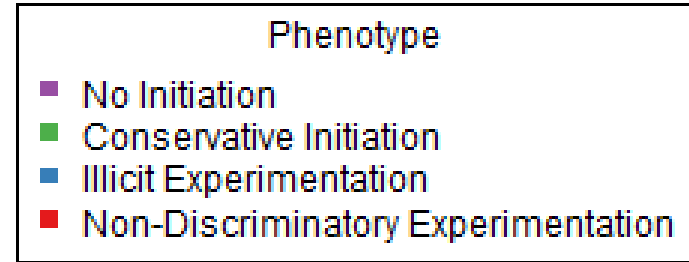 Phenotype
No Initiation
Conservative Initiation
Illicit Experimentation
Non-Discriminatory Experimentation